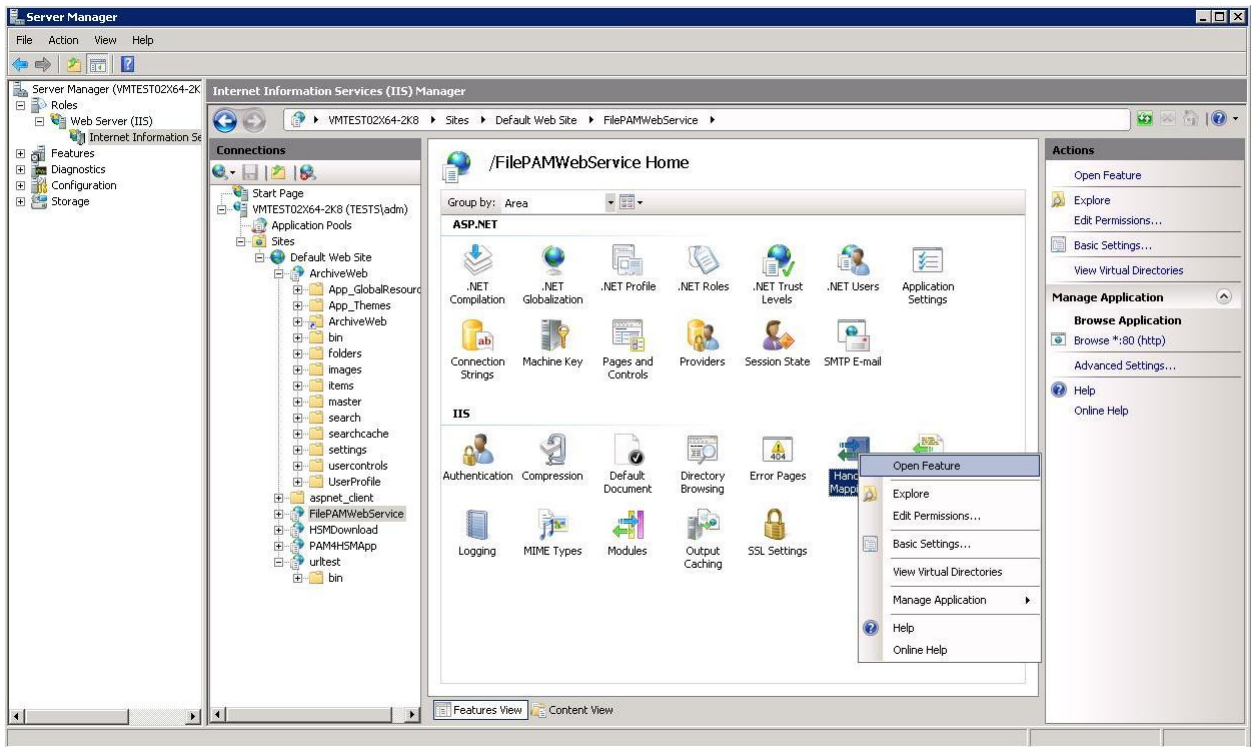 Server Manager
File Action View Help
Server Manager (VMTEST02X64-2K
Roles
Web Server (IIS)
Internet Information Se
Features
Diagnostics
Configuration
Storage
Internet Information Services (IIS) Manager
VMTEST02X64-2K8 Sites Default Web Site FilePAMWebService
Connections
Start Page
VMTEST02X64-2K8 (TESTS\adm)
Application Pools
Sites
Default Web Site
ArchiveWeb
App_GlobalResourc
App_Themes
ArchiveWeb
bin
folders
images
items
master
search
searchcache
settings
usercontrols
UserProfile
aspnet_client
FilePAMWebService
HSMDownload
PAM4HSMApp
urltest
bin
/FilePAMWebService Home
Group by: Area
ASP.NET
.NET Compilation
.NET Globalization
.NET Profile
.NET Roles
.NET Trust Levels
.NET Users
Application Settings
Connection Strings
Machine Key
Pages and Controls
Providers
Session State
SMTP E-mail
IIS
Authentication
Compression
Default Document
Directory Browsing
Error Pages
404
Hand
Mappi
Logging
MIME Types
Modules
Output Caching
SSL Settings
Open Feature
Explore
Edit Permissions...
Basic Settings...
View Virtual Directories
Manage Application
Help
Online Help
Features View
Content View
Actions
Open Feature
Explore
Edit Permissions...
Basic Settings...
View Virtual Directories
Manage Application
Browse Application
Browse *:80 (http)
Advanced Settings...
Help
Online Help